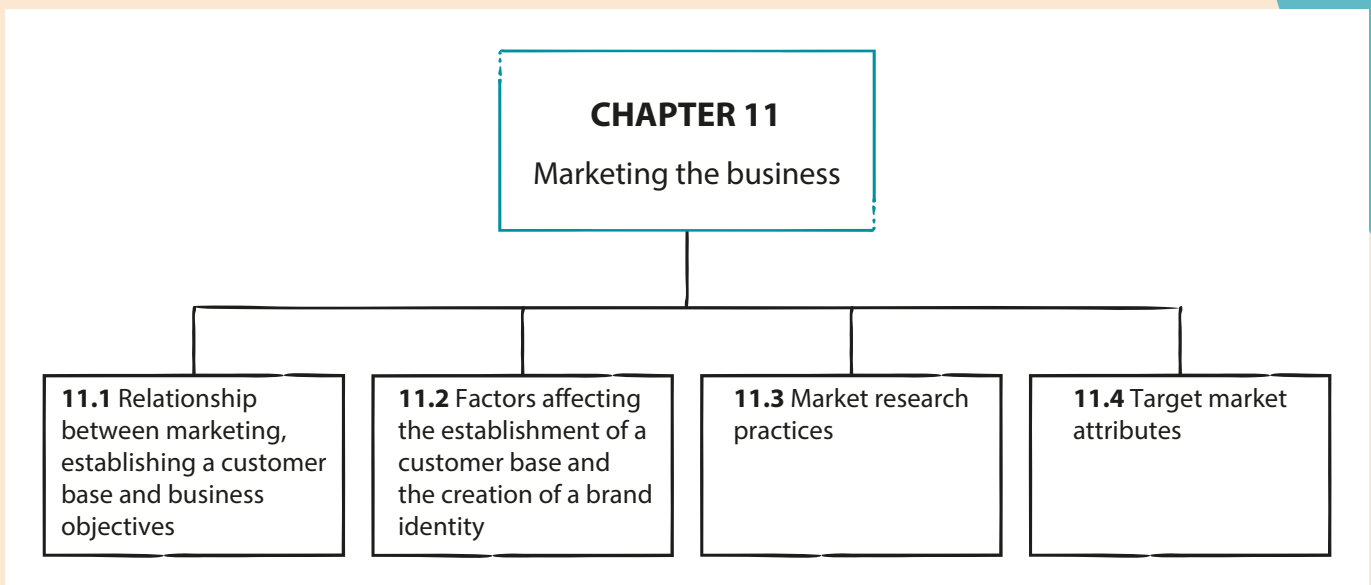 CHAPTER 11
Marketing the business
11.1 Relationship
between marketing,
establishing a customer
base and business
objectives
11.2 Factors affecting
the establishment of a
customer base and
the creation of a brand
identity
11.3 Market research
practices
11.4 Target market
attributes